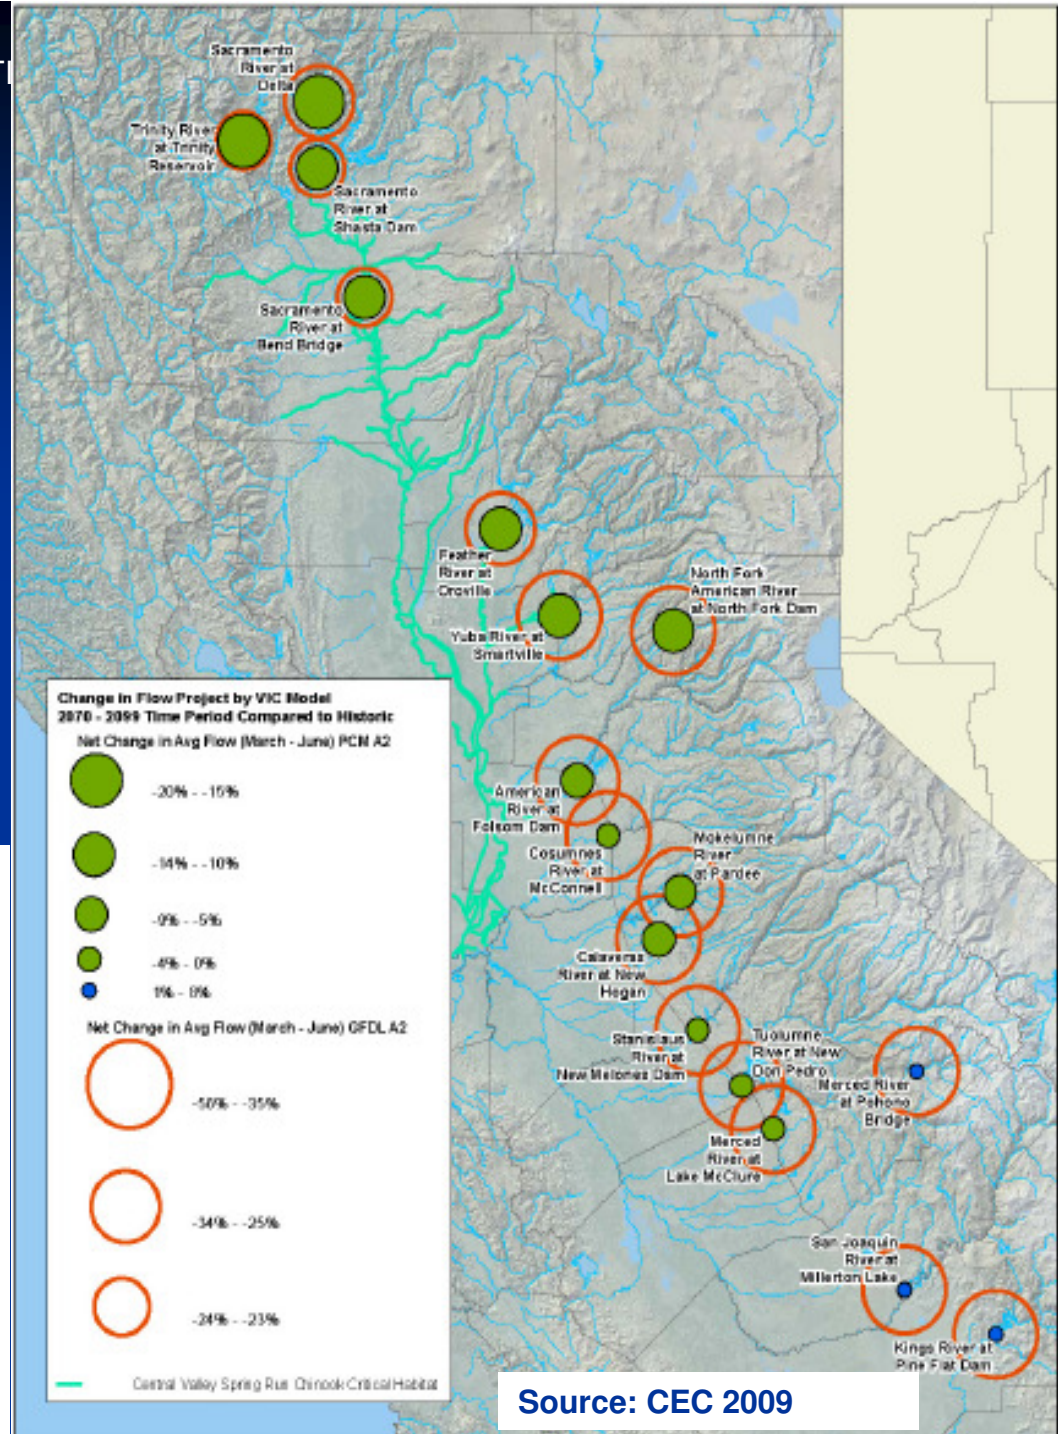 Sacramento
River at
Delta
Trinity River
at Trinity
Reservoir
Sacramento
River at
Shasta Dam
Sacramento
River at
Bend Bridge
Feather
River at
Oroville
North Fork
American River
at North Fork Dam
Yuba River at
Smartville
American
River at
Folsom Dam
Cosumnes
River at
McConnell
Mokelumne
River
at Pardee
Calaveras
River at New
Hogan
Stanislaus
River at
New Melones Dam
Tuolumne
River at New
Don Pedro
Merced River
at Pohono
Bridge
Merced
River at
Lake McClure
San Joaquin
River at
Millerton Lake
Kings River at
Pine Flat Dam
Change in Flow Project by VIC Model
2070 - 2099 Time Period Compared to Historic
Net Change in Avg Flow (March - June) PCM A2
-20% - -15%
-14% - -10%
-9% - -5%
-4% - 0%
1% - 8%
Net Change in Avg Flow (March - June) GFDL A2
-50% - -35%
-34% - -25%
-24% - -23%
Central Valley Spring Run Chinook Critical Habitat
Source: CEC 2009